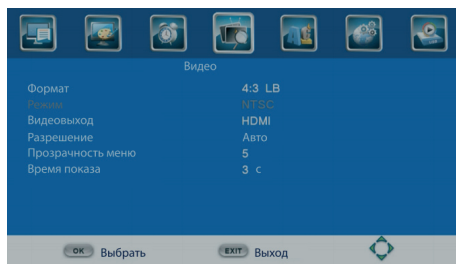 Видео
Формат 4:3 LB
Режим NTSC
Видеовыход HDMI
Разрешение Авто
Прозрачность меню 5
Время показа 3 с
OK Выбрать EXIT Выход